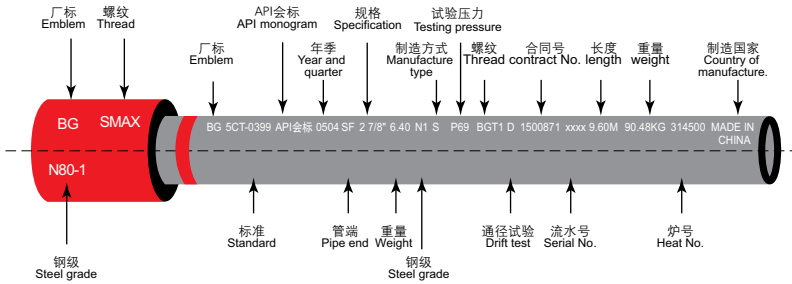 厂标
Emblem
螺纹
Thread
厂标
Emblem
API会标
API monogram
年季
Year and
quarter
规格
Specification
制造方式
Manufacture
type
试验压力
Testing pressure
螺纹
Thread
合同号
contract No.
长度
length
重量
weight
制造国家
Country of
manufacture.
BG SMAX
N80-1
BG 5CT-0399 API会标 0504 SF 2 7/8" 6.40 N1 S P69 BGT1 D 1500871 xxxx 9.60M 90.48KG 314500 MADE IN
CHINA
钢级
Steel grade
标准
Standard
管端
Pipe end
重量
Weight
钢级
Steel grade
通径试验
Drift test
流水号
Serial No.
炉号
Heat No.